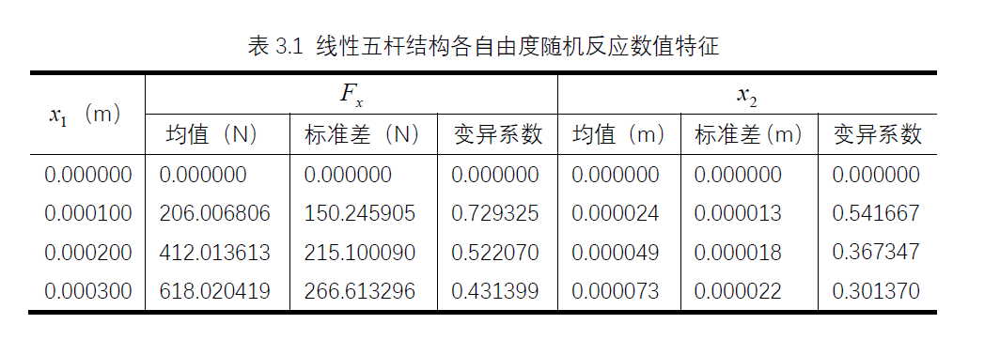 表 3.1 线性五杆结构各自由度随机反应数值特征
x₁（m） Fₓ x₂
均值（N） 标准差（N） 变异系数 均值（m） 标准差（m） 变异系数
0.000000 0.000000 0.000000 0.000000 0.000000 0.000000 0.000000
0.000100 206.006806 150.245905 0.729325 0.000024 0.000013 0.541667
0.000200 412.013613 215.100090 0.522070 0.000049 0.000018 0.367347
0.000300 618.020419 266.613296 0.431399 0.000073 0.000022 0.301370